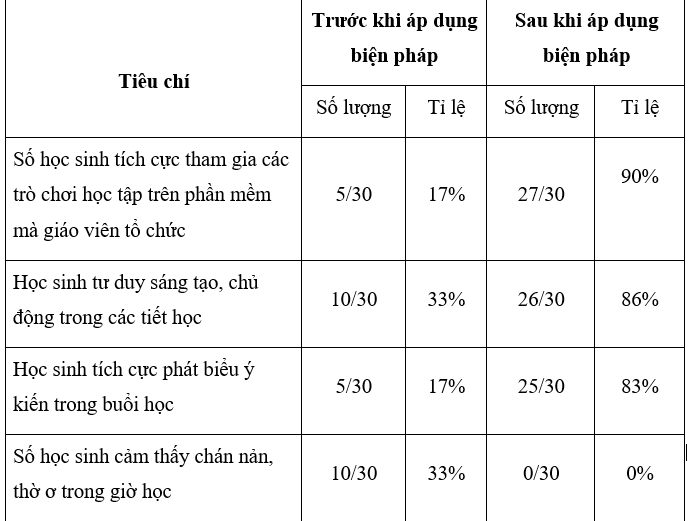 Tiêu chí
Trước khi áp dụng
biện pháp
Sau khi áp dụng
biện pháp
Số lượng
Tỉ lệ
Số lượng
Tỉ lệ
Số học sinh tích cực tham gia các
trò chơi học tập trên phần mềm
mà giáo viên tổ chức
5/30
17%
27/30
90%
Học sinh tư duy sáng tạo, chủ
động trong các tiết học
10/30
33%
26/30
86%
Học sinh tích cực phát biểu ý
kiến trong buổi học
5/30
17%
25/30
83%
Số học sinh cảm thấy chán nản,
thờ ơ trong giờ học
10/30
33%
0/30
0%